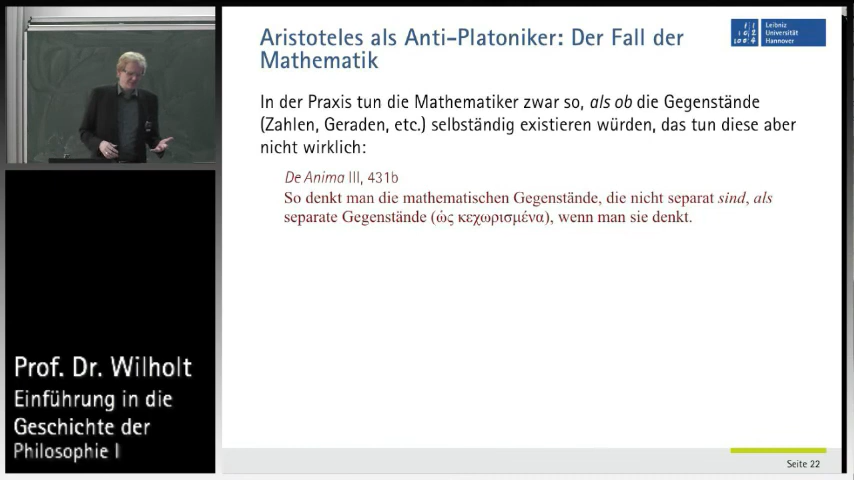 Aristoteles als Anti-Platoniker: Der Fall der
Mathematik
Leibniz
Universität
Hannover
In der Praxis tun die Mathematiker zwar so, als ob die Gegenstände
(Zahlen, Geraden, etc.) selbständig existieren würden, das tun diese aber
nicht wirklich:
De Anima III, 431b
So denkt man die mathematischen Gegenstände, die nicht separat sind, als
separate Gegenstände (ὡς κεχωρισμένα), wenn man sie denkt.
Prof. Dr. Wilholt
Einführung in die
Geschichte der
Philosophie I
Seite 22